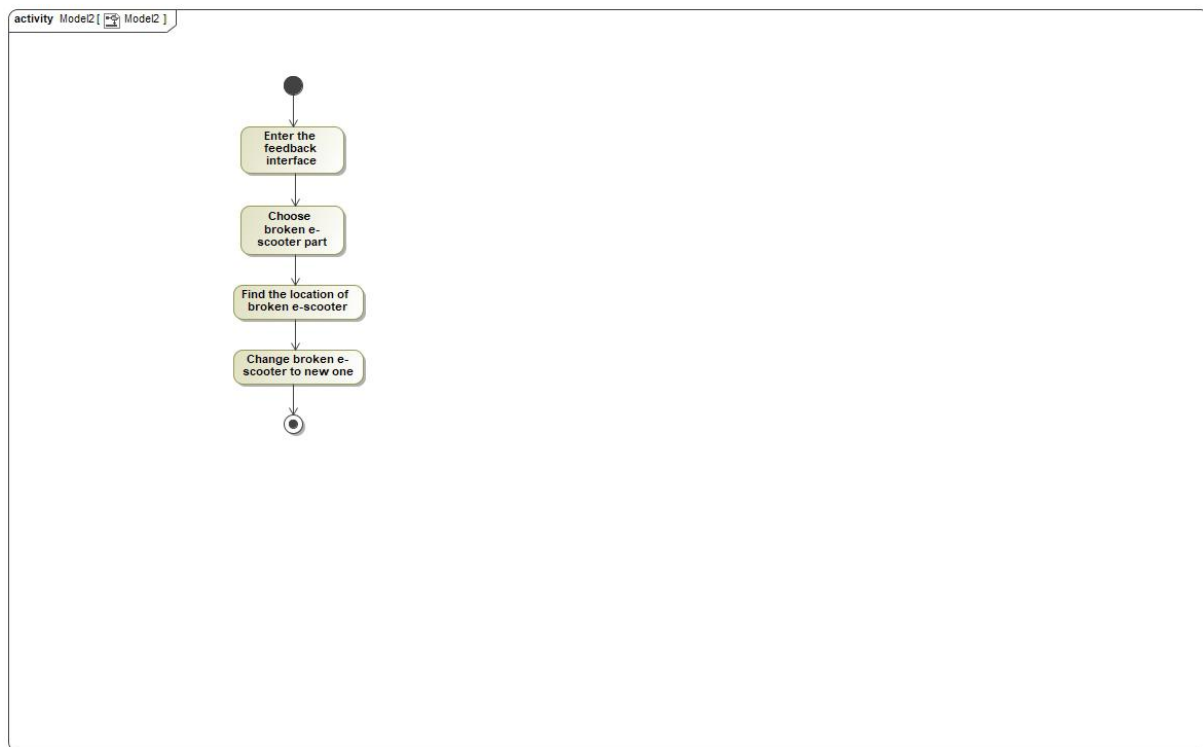 activity Model2 [ Model2 ]
Enter the
feedback
interface
Choose
broken e-
scooter part
Find the location of
broken e-scooter
Change broken e-
scooter to new one